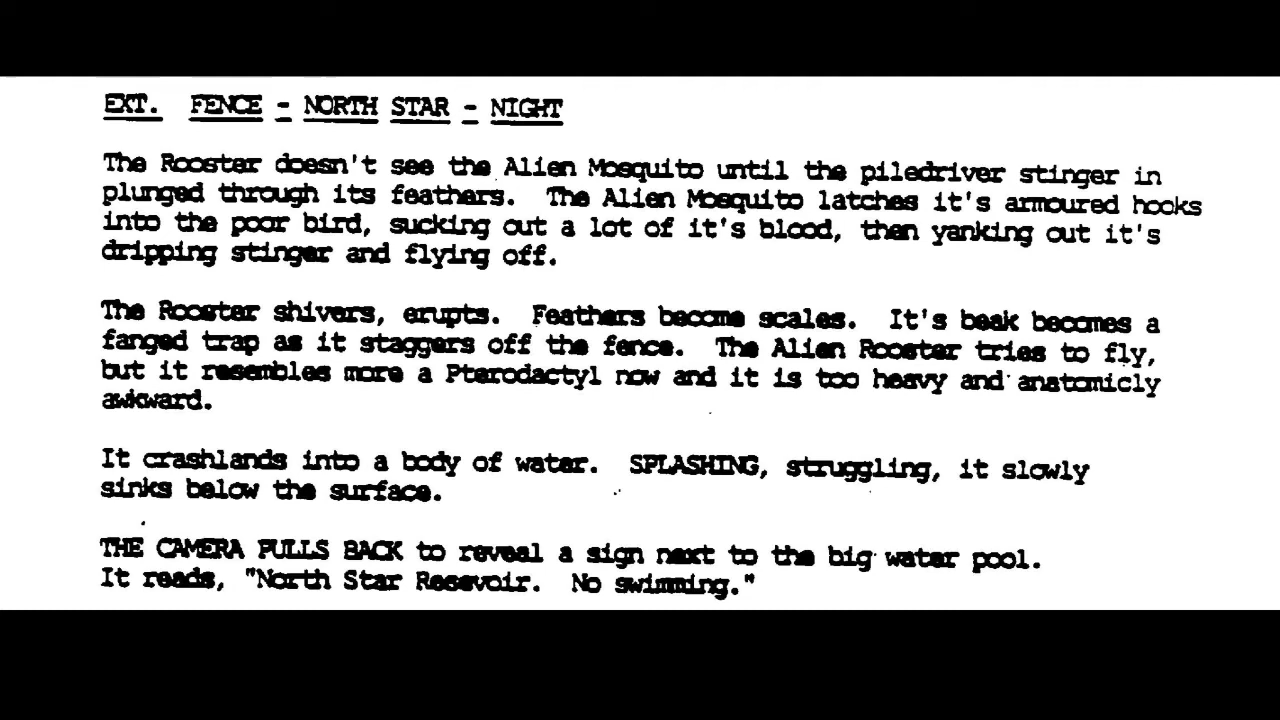 EXT. FENCE - NORTH STAR - NIGHT
The Rooster doesn't see the Alien Mosquito until the piledriver stinger in
plunged through its feathers. The Alien Mosquito latches it's armoured hooks
into the poor bird, sucking out a lot of it's blood, then yanking out it's
dripping stinger and flying off.
The Rooster shivers, erupts. Feathers become scales. It's beak becomes a
fanged trap as it staggers off the fence. The Alien Rooster tries to fly,
but it resembles more a Pterodactyl now and it is too heavy and anatomicly
awkward.
It crashlands into a body of water. SPLASHING, struggling, it slowly
sinks below the surface.
THE CAMERA PULLS BACK to reveal a sign next to the big water pool.
It reads, "North Star Resevoir. No swimming."